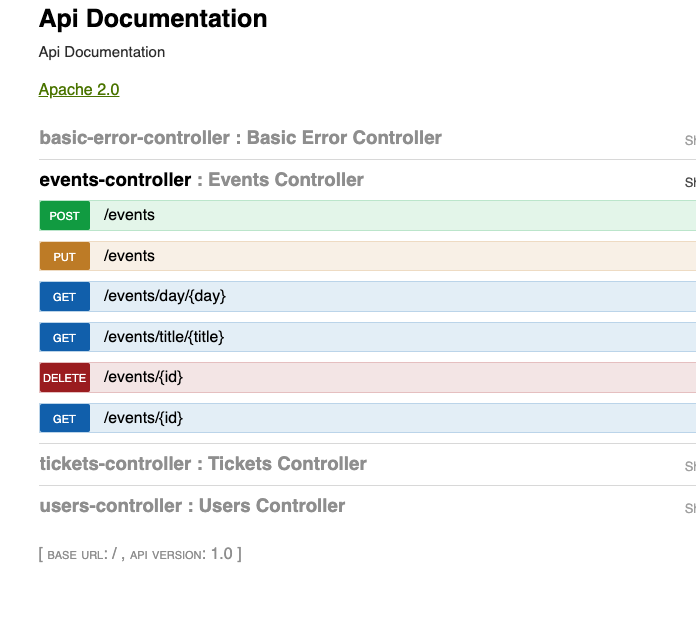 Api Documentation
Api Documentation
Apache 2.0
basic-error-controller : Basic Error Controller
events-controller : Events Controller
POST /events
PUT /events
GET /events/day/{day}
GET /events/title/{title}
DELETE /events/{id}
GET /events/{id}
tickets-controller : Tickets Controller
users-controller : Users Controller
[ BASE URL: / , API VERSION: 1.0 ]